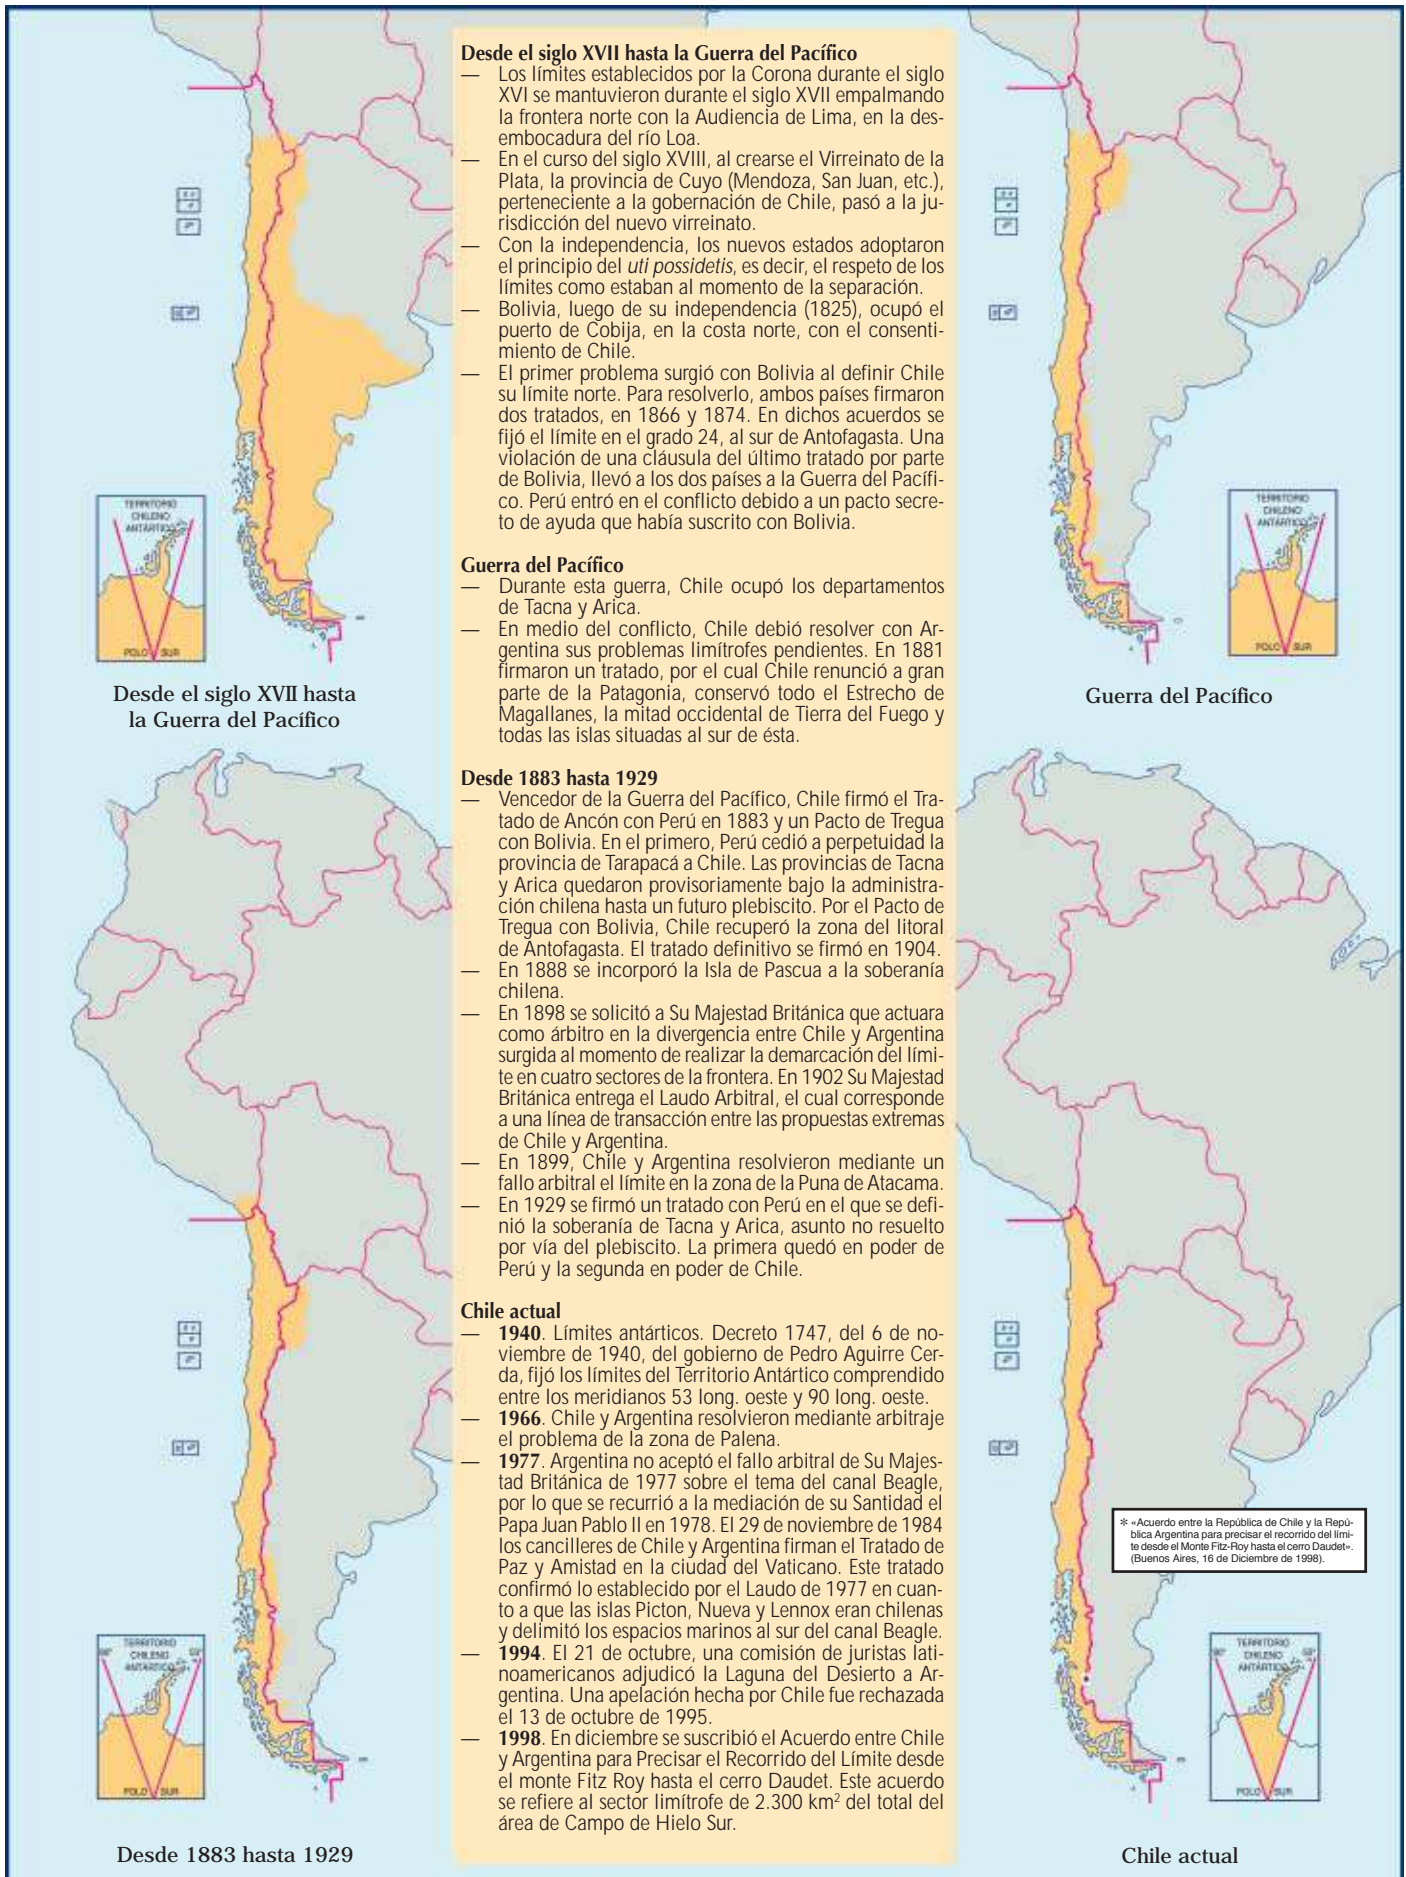 Desde el siglo XVII hasta la Guerra del Pacífico
— Los límites establecidos por la Corona durante el siglo
XVI se mantuvieron durante el siglo XVII empalmando
la frontera norte con la Audiencia de Lima, en la des-
embocadura del río Loa.
— En el curso del siglo XVIII, al crearse el Virreinato de la
Plata, la provincia de Cuyo (Mendoza, San Juan, etc.),
perteneciente a la gobernación de Chile, pasó a la ju-
risdicción del nuevo virreinato.
— Con la independencia, los nuevos estados adoptaron
el principio del uti possidetis, es decir, el respeto de los
límites como estaban al momento de la separación.
— Bolivia, luego de su independencia (1825), ocupó el
puerto de Cobija, en la costa norte, con el consenti-
miento de Chile.
— El primer problema surgió con Bolivia al definir Chile
su límite norte. Para resolverlo, ambos países firmaron
dos tratados, en 1866 y 1874. En dichos acuerdos se
fijó el límite en el grado 24, al sur de Antofagasta. Una
violación de una cláusula del último tratado por parte
de Bolivia, llevó a los dos países a la Guerra del Pacífi-
co. Perú entró en el conflicto debido a un pacto secre-
to de ayuda que había suscrito con Bolivia.
Guerra del Pacífico
— Durante esta guerra, Chile ocupó los departamentos
de Tacna y Arica.
— En medio del conflicto, Chile debió resolver con Ar-
gentina sus problemas limítrofes pendientes. En 1881
firmaron un tratado, por el cual Chile renunció a gran
parte de la Patagonia, conservó todo el Estrecho de
Magallanes, la mitad occidental de Tierra del Fuego y
todas las islas situadas al sur de ésta.
Desde 1883 hasta 1929
— Vencedor de la Guerra del Pacífico, Chile firmó el Tra-
tado de Ancón con Perú en 1883 y un Pacto de Tregua
con Bolivia. En el primero, Perú cedió a perpetuidad la
provincia de Tarapacá a Chile. Las provincias de Tacna
y Arica quedaron provisoriamente bajo la administra-
ción chilena hasta un futuro plebiscito. Por el Pacto de
Tregua con Bolivia, Chile recuperó la zona del litoral
de Antofagasta. El tratado definitivo se firmó en 1904.
— En 1888 se incorporó la Isla de Pascua a la soberanía
chilena.
— En 1898 se solicitó a Su Majestad Británica que actuara
como árbitro en la divergencia entre Chile y Argentina
surgida al momento de realizar la demarcación del lími-
te en cuatro sectores de la frontera. En 1902 Su Majestad
Británica entrega el Laudo Arbitral, el cual corresponde
a una línea de transacción entre las propuestas extremas
de Chile y Argentina.
— En 1899, Chile y Argentina resolvieron mediante un
fallo arbitral el límite en la zona de la Puna de Atacama.
— En 1929 se firmó un tratado con Perú en el que se defi-
nió la soberanía de Tacna y Arica, asunto no resuelto
por vía del plebiscito. La primera quedó en poder de
Perú y la segunda en poder de Chile.
Chile actual
— 1940. Límites antárticos. Decreto 1747, del 6 de no-
viembre de 1940, del gobierno de Pedro Aguirre Cer-
da, fijó los límites del Territorio Antártico comprendido
entre los meridianos 53 long. oeste y 90 long. oeste.
— 1966. Chile y Argentina resolvieron mediante arbitraje
el problema de la zona de Palena.
— 1977. Argentina no aceptó el fallo arbitral de Su Majes-
tad Británica de 1977 sobre el tema del canal Beagle,
por lo que se recurrió a la mediación de su Santidad el
Papa Juan Pablo II en 1978. El 29 de noviembre de 1984
los cancilleres de Chile y Argentina firman el Tratado de
Paz y Amistad en la ciudad del Vaticano. Este tratado
confirmó lo establecido por el Laudo de 1977 en cuan-
to a que las islas Picton, Nueva y Lennox eran chilenas
y delimitó los espacios marinos al sur del canal Beagle.
— 1994. El 21 de octubre, una comisión de juristas lati-
noamericanos adjudicó la Laguna del Desierto a Ar-
gentina. Una apelación hecha por Chile fue rechazada
el 13 de octubre de 1995.
— 1998. En diciembre se suscribió el Acuerdo entre Chile
y Argentina para Precisar el Recorrido del Límite desde
el monte Fitz Roy hasta el cerro Daudet. Este acuerdo
se refiere al sector limítrofe de 2.300 km² del total del
área de Campo de Hielo Sur.
TERRITORIO
CHILENO
ANTÁRTICO
POLO SUR
Desde el siglo XVII hasta
la Guerra del Pacífico
TERRITORIO
CHILENO
ANTÁRTICO
POLO SUR
Guerra del Pacífico
TERRITORIO
CHILENO
ANTÁRTICO
90° 53°
POLO SUR
Desde 1883 hasta 1929
* «Acuerdo entre la República de Chile y la Repú-
blica Argentina para precisar el recorrido del lími-
te desde el Monte Fitz-Roy hasta el cerro Daudet».
(Buenos Aires, 16 de Diciembre de 1998).
*
TERRITORIO
CHILENO
ANTÁRTICO
90° 53°
POLO SUR
Chile actual